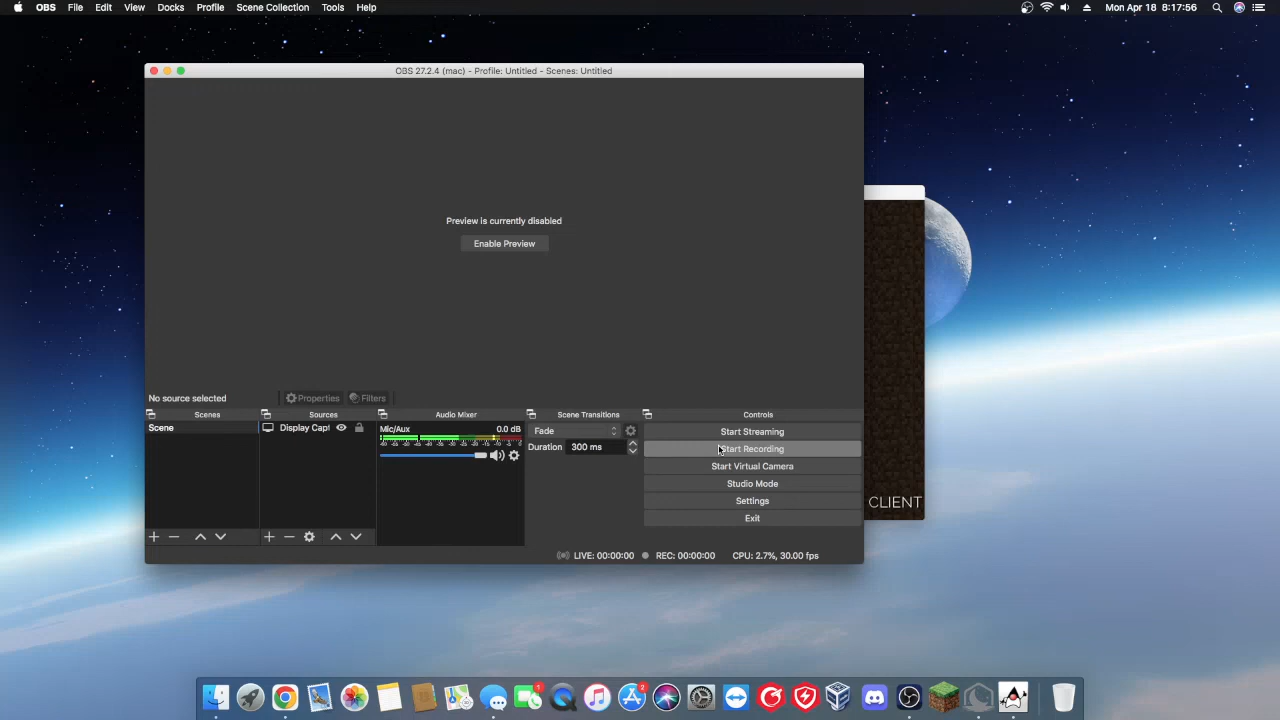 OBS File Edit View Docks Profile Scene Collection Tools Help Mon Apr 18 8:17:56
OBS 27.2.4 (mac) - Profile: Untitled - Scenes: Untitled
Preview is currently disabled
Enable Preview
No source selected Properties Filters
Scenes Sources Audio Mixer Scene Transitions Controls
Scene
Display Capt
Mic/Aux 0.0 dB
Fade
Duration 300 ms
Start Streaming
Start Recording
Start Virtual Camera
Studio Mode
Settings
Exit
LIVE: 00:00:00 REC: 00:00:00 CPU: 2.7%, 30.00 fps
CLIENT
1
2